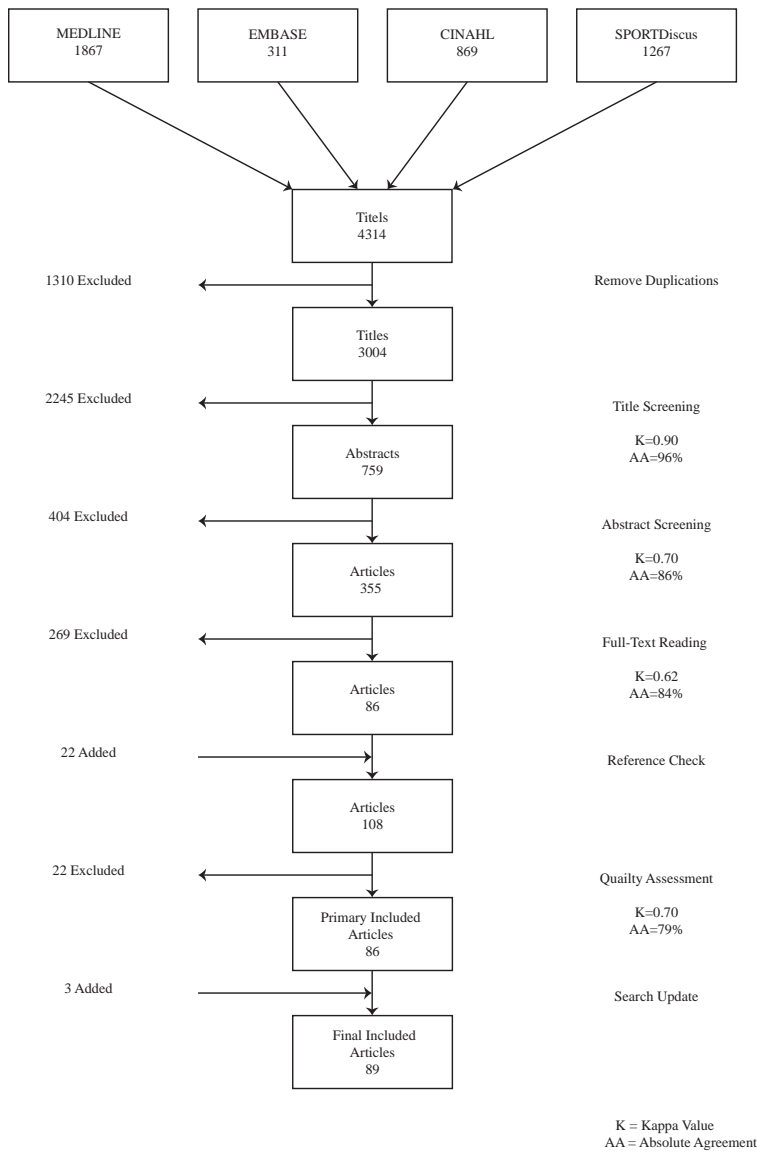 MEDLINE
1867
EMBASE
311
CINAHL
869
SPORTDiscus
1267
Titels
4314
1310 Excluded
Remove Duplications
Titles
3004
2245 Excluded
Title Screening
K=0.90
AA=96%
Abstracts
759
404 Excluded
Abstract Screening
K=0.70
AA=86%
Articles
355
269 Excluded
Full-Text Reading
K=0.62
AA=84%
Articles
86
22 Added
Reference Check
Articles
108
22 Excluded
Quailty Assessment
K=0.70
AA=79%
Primary Included
Articles
86
3 Added
Search Update
Final Included
Articles
89
K = Kappa Value
AA = Absolute Agreement